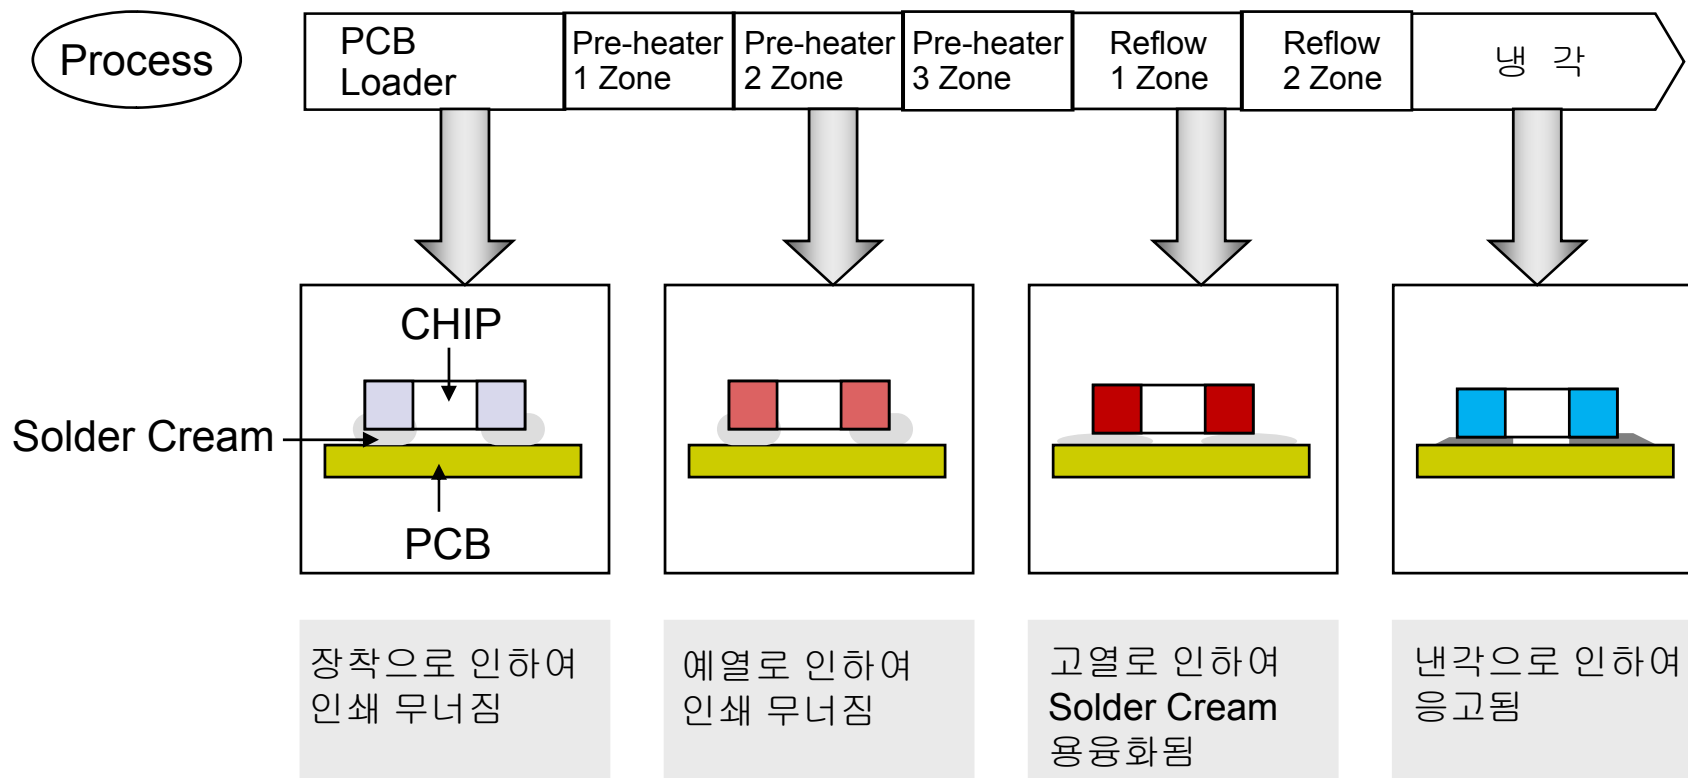 Process
PCB
Loader
Pre-heater
1 Zone
Pre-heater
2 Zone
Pre-heater
3 Zone
Reflow
1 Zone
Reflow
2 Zone
냉 각
CHIP
Solder Cream
PCB
장착으로 인하여
인쇄 무너짐
예열로 인하여
인쇄 무너짐
고열로 인하여
Solder Cream
용융화됨
낸각으로 인하여
응고됨